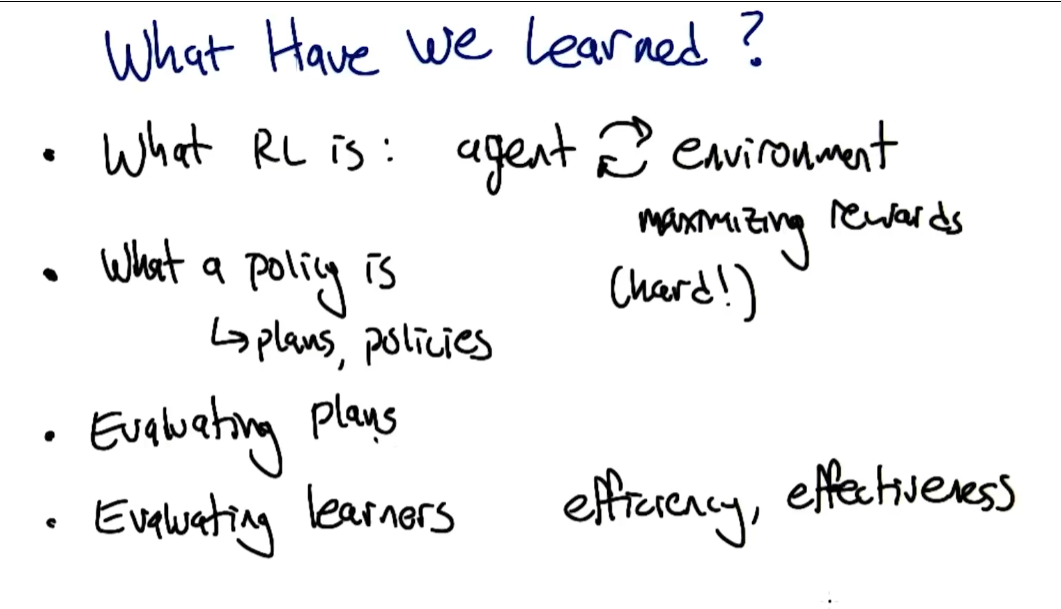 What Have We Learned?
• What RL is: agent ⇄ environment
maximizing rewards
• What a policy is
(hard!)
↳ plans, policies
• Evaluating plans
• Evaluating learners efficiency, effectiveness